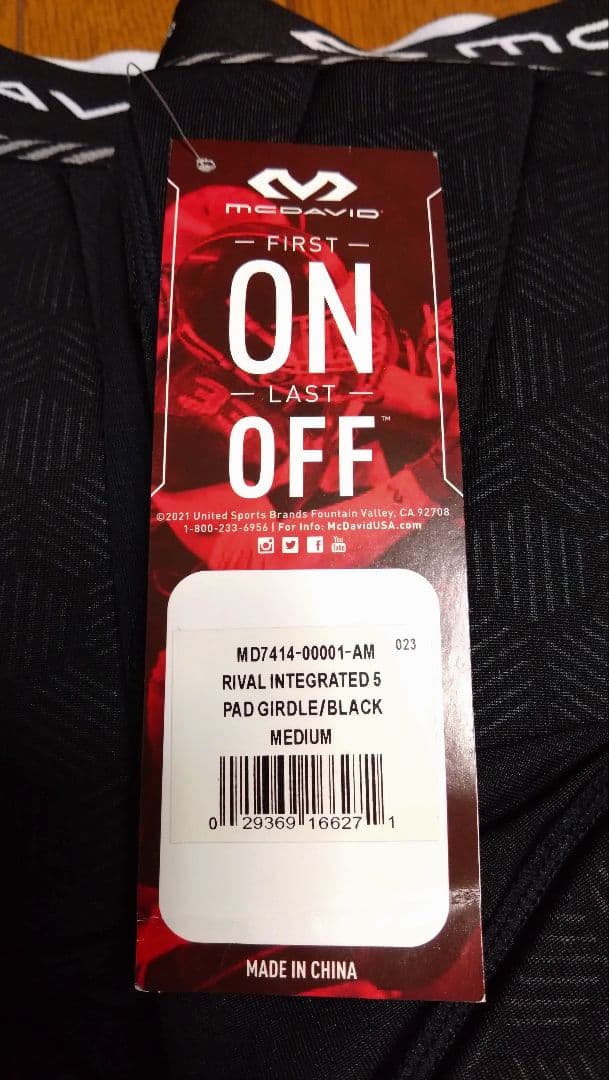 MCDAVID
FIRST
ON
LAST
OFF™
©2021 United Sports Brands Fountain Valley, CA 92708
1-800-233-6956 | For Info: McDavidUSA.com
You
Tube
MD7414-00001-AM 023
RIVAL INTEGRATED 5
PAD GIRDLE/BLACK
MEDIUM
0 29369 16627 1
MADE IN CHINA